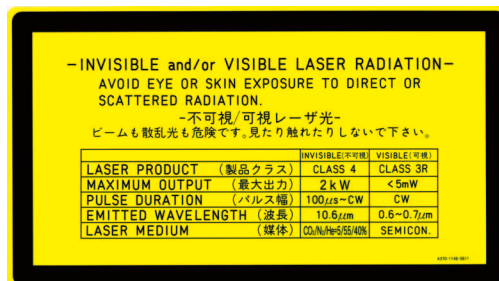 -INVISIBLE and/or VISIBLE LASER RADIATION-
AVOID EYE OR SKIN EXPOSURE TO DIRECT OR
SCATTERED RADIATION.
-不可視/可視レーザ光-
ビームも散乱光も危険です。見たり触れたりしないで下さい。
INVISIBLE(不可視) VISIBLE(可視)
LASER PRODUCT (製品クラス) CLASS 4 CLASS 3R
MAXIMUM OUTPUT (最大出力) 2kW <5mW
PULSE DURATION (パルス幅) 100μs~CW CW
EMITTED WAVELENGTH (波長) 10.6μm 0.6~0.7μm
LASER MEDIUM (媒体) CO₂/N₂/He=5/55/40% SEMICON.